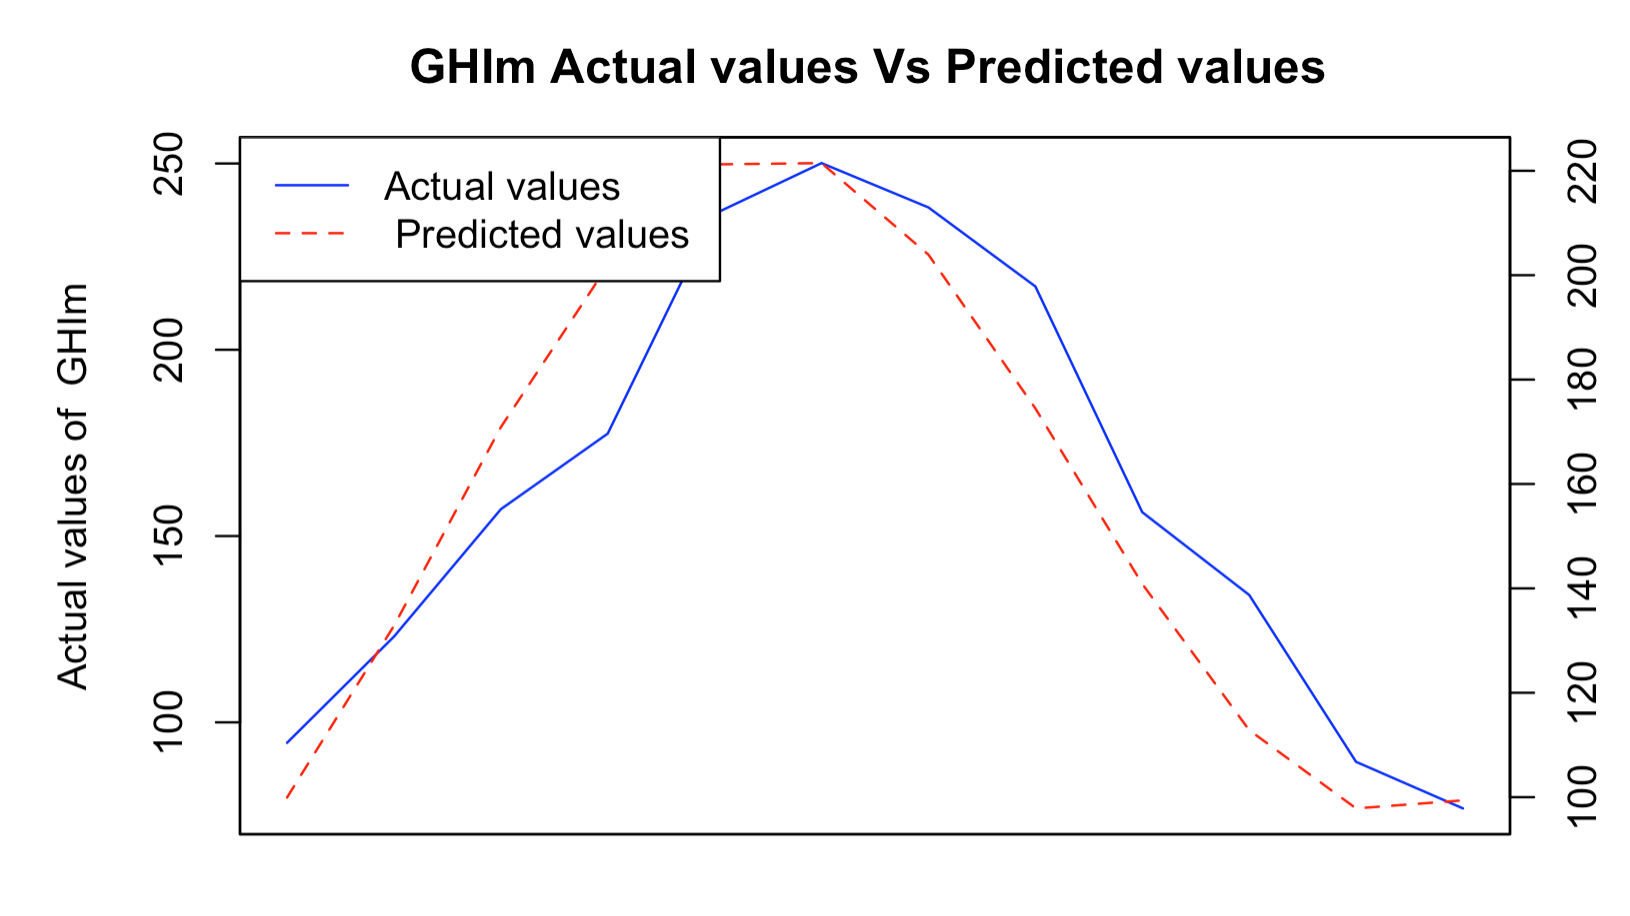 GHIm Actual values Vs Predicted values
Actual values
Predicted values
Actual values of  GHIm
250
200
150
100
220
200
180
160
140
120
100